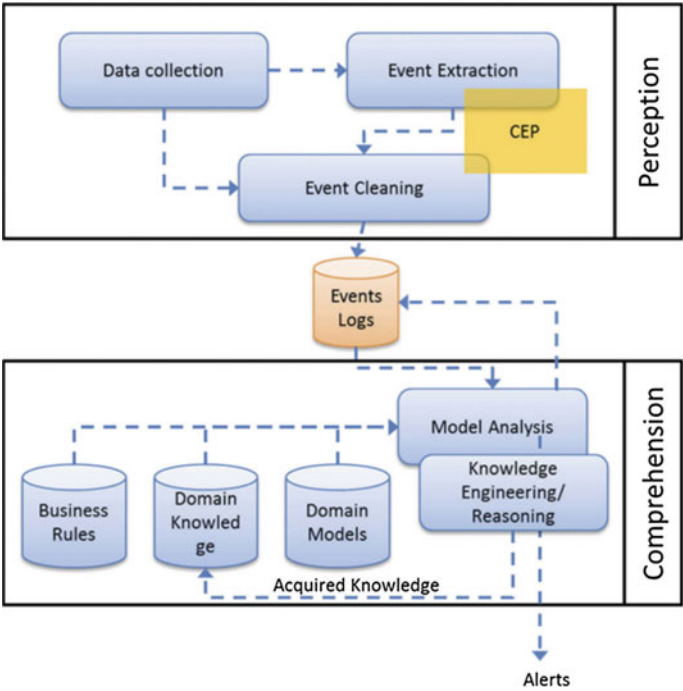 Data collection
Event Extraction
CEP
Event Cleaning
Perception
Events
Logs
Model Analysis
Knowledge
Engineering/
Reasoning
Business
Rules
Domain
Knowled
ge
Domain
Models
Acquired Knowledge
Comprehension
Alerts